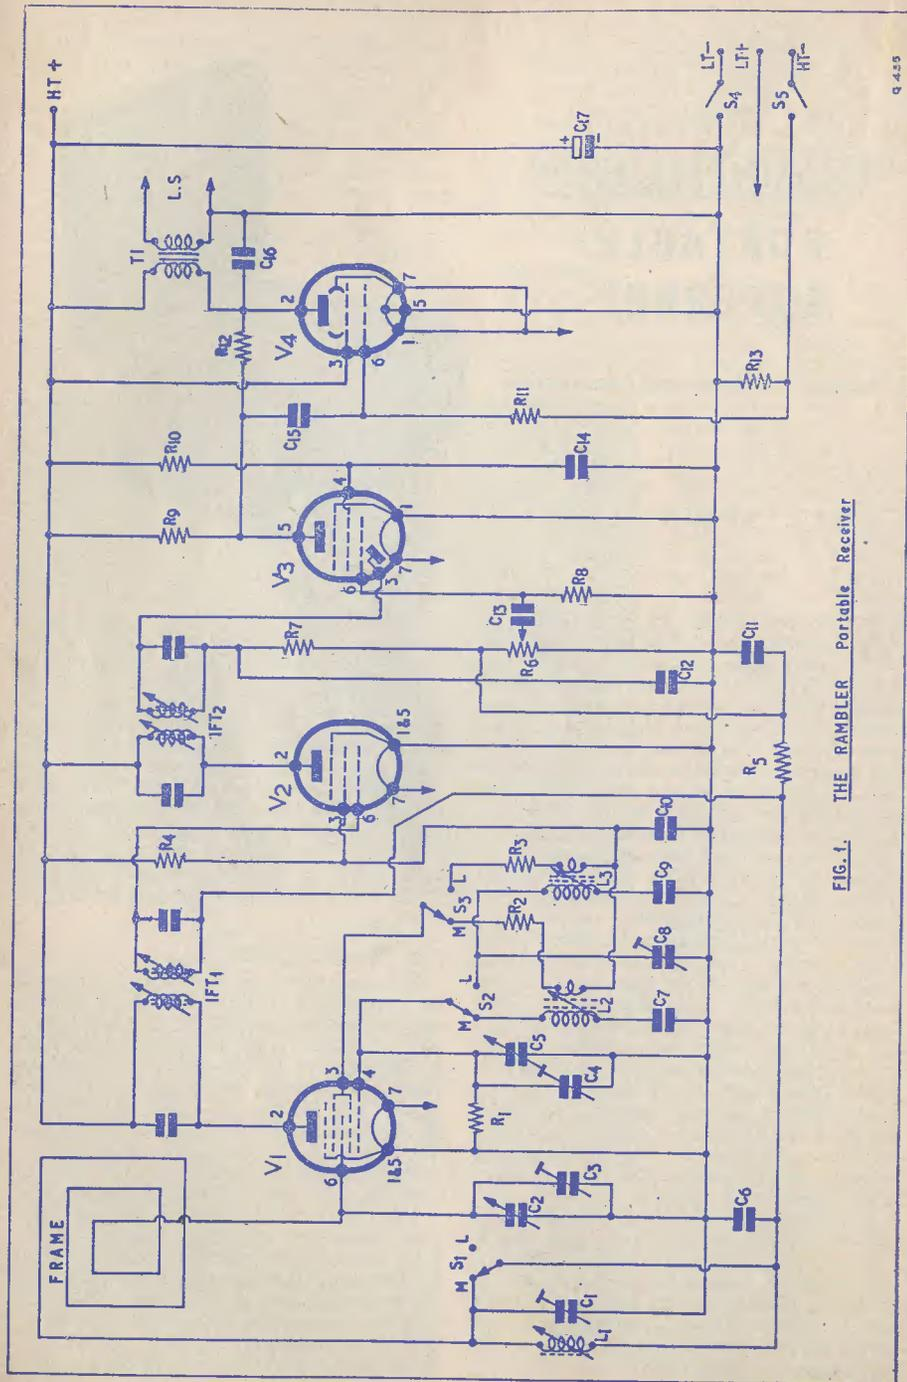 HT+
FRAME
V1
2
3
4
6
7
1&5
IFT1
R4
V2
2
3
6
7
1&5
IFT2
R7
V3
5
4
6
3
7
1
R9
R10
C15
R12
V4
2
3
6
1
5
7
T1
L.S
C16
C17
+
−
R11
C14
R8
C13
R6
C12
C11
R5
R13
S4
S5
LT−
LT+
HT−
M
S1
L
C1
L1
C2
C3
C6
R1
C4
C5
M
S2
L
L2
C7
C8
M
S3
L
R2
R3
L3
C9
C10
FIG. 1. THE RAMBLER Portable Receiver
Q 435